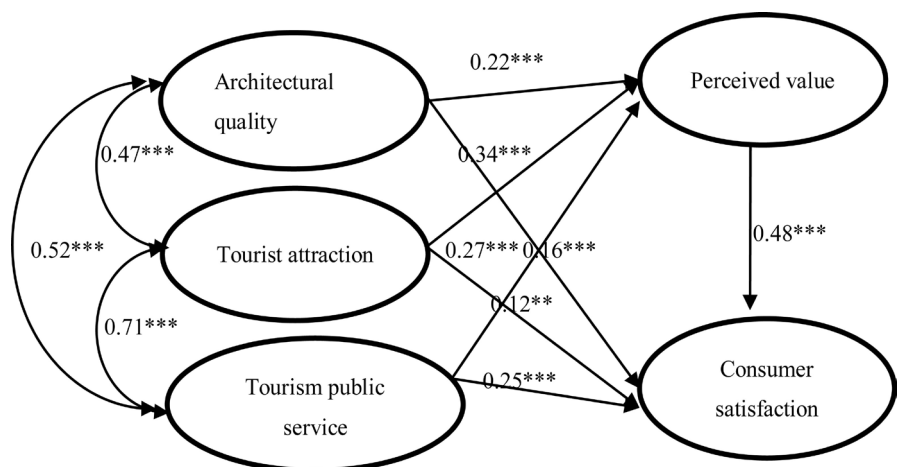 0.22***
Architectural
quality
Perceived value
0.47***
0.34***
0.52***
Tourist attraction
0.27***
0.16***
0.48***
0.12**
0.71***
Tourism public
service
0.25***
Consumer
satisfaction